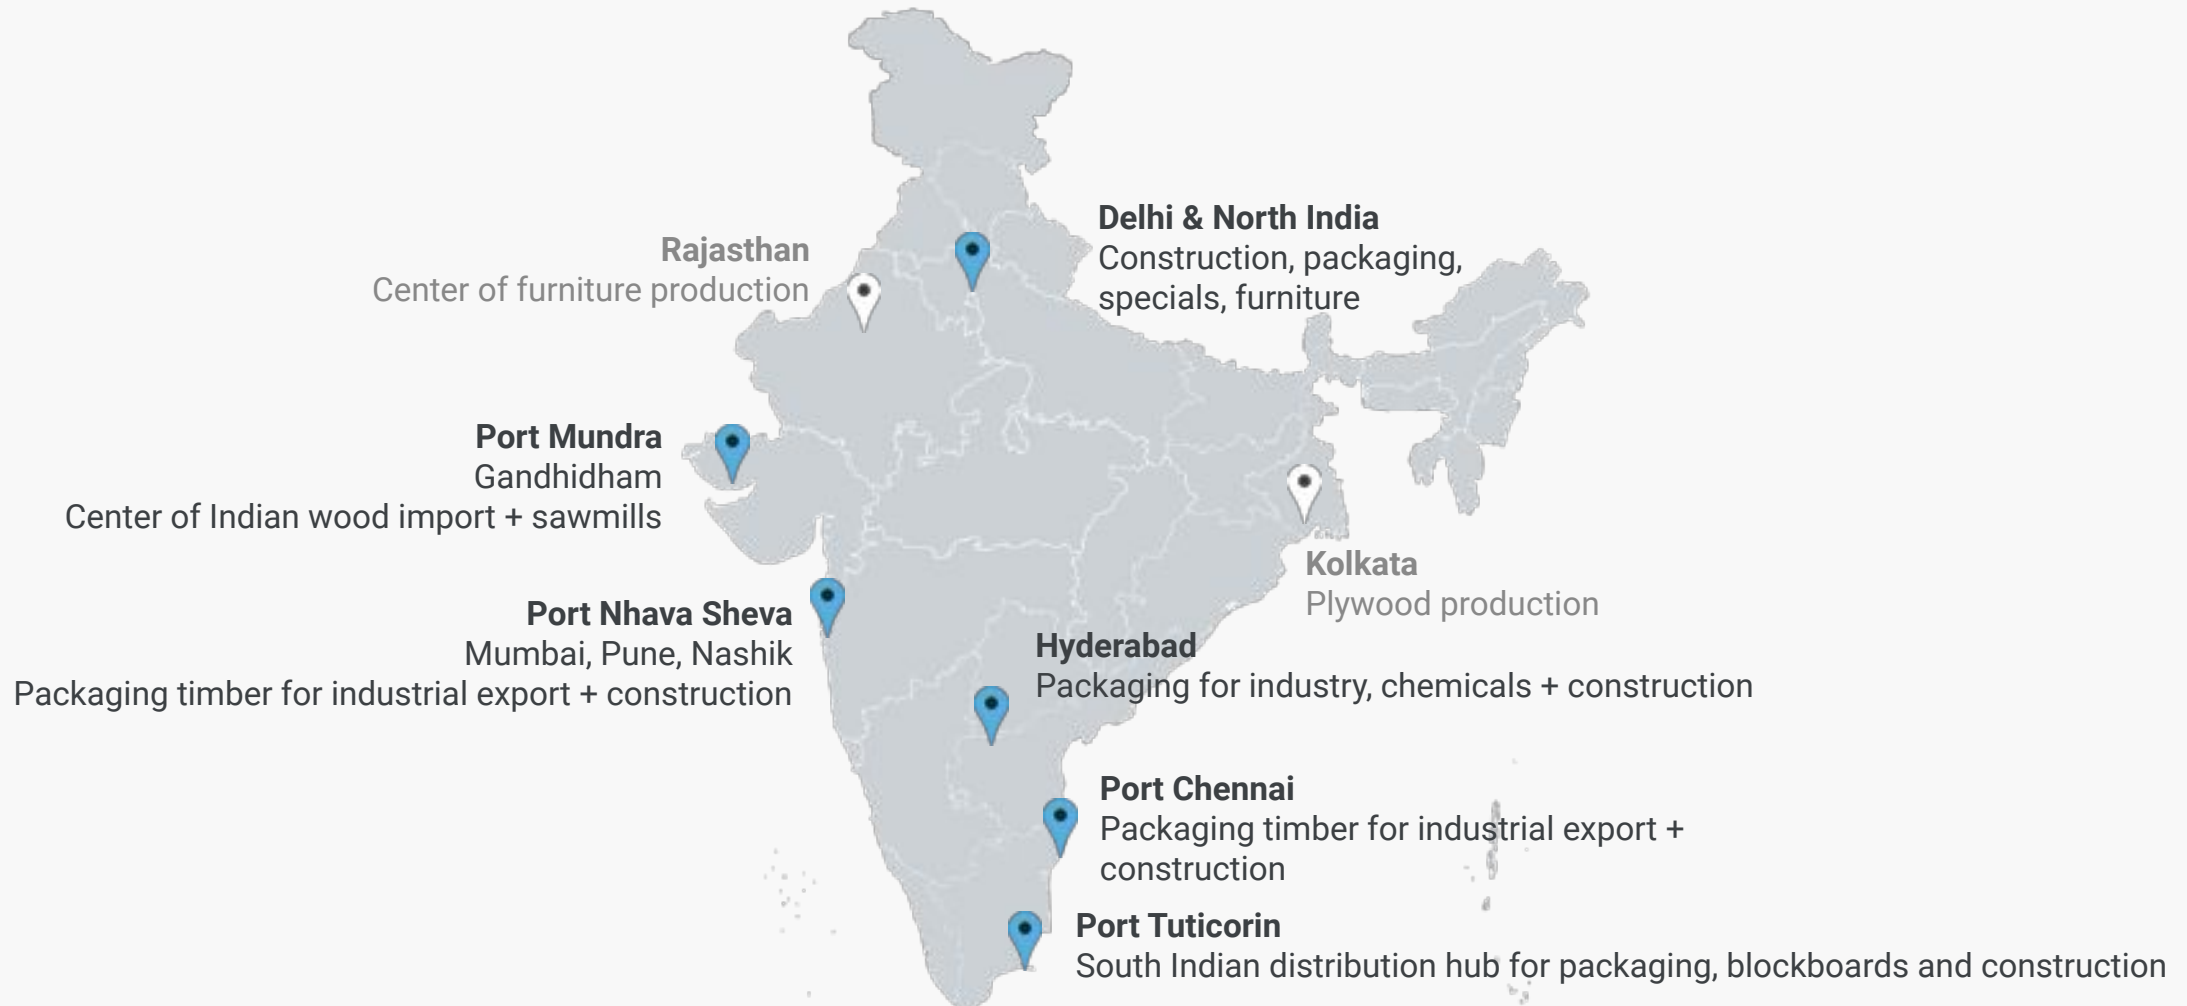 Delhi & North India
Construction, packaging,
specials, furniture
Rajasthan
Center of furniture production
Port Mundra
Gandhidham
Center of Indian wood import + sawmills
Kolkata
Plywood production
Port Nhava Sheva
Mumbai, Pune, Nashik
Packaging timber for industrial export + construction
Hyderabad
Packaging for industry, chemicals + construction
Port Chennai
Packaging timber for industrial export +
construction
Port Tuticorin
South Indian distribution hub for packaging, blockboards and construction